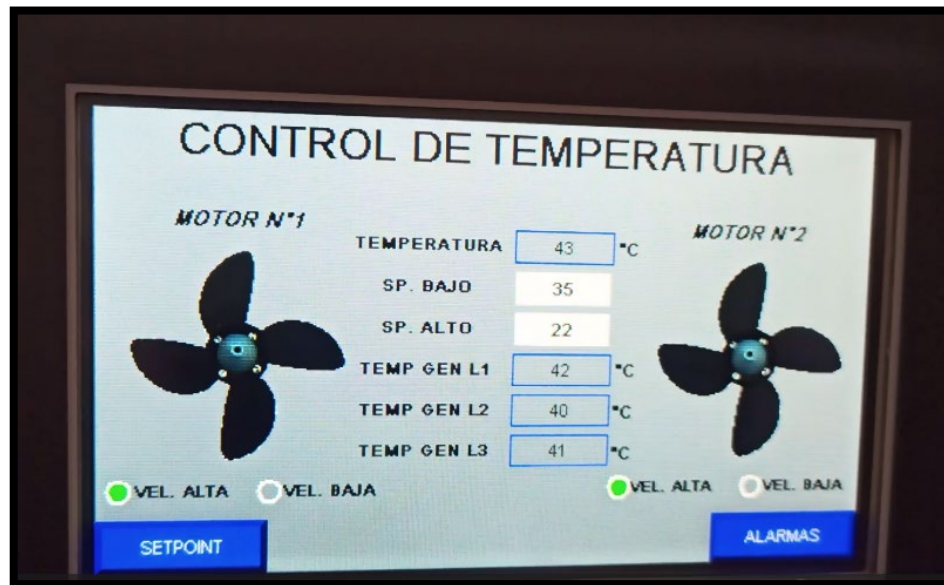 CONTROL DE TEMPERATURA
MOTOR N°1
MOTOR N°2
TEMPERATURA 43 °C
SP. BAJO 35
SP. ALTO 22
TEMP GEN L1 42 °C
TEMP GEN L2 40 °C
TEMP GEN L3 41 °C
VEL. ALTA VEL. BAJA
VEL. ALTA VEL. BAJA
SETPOINT
ALARMAS